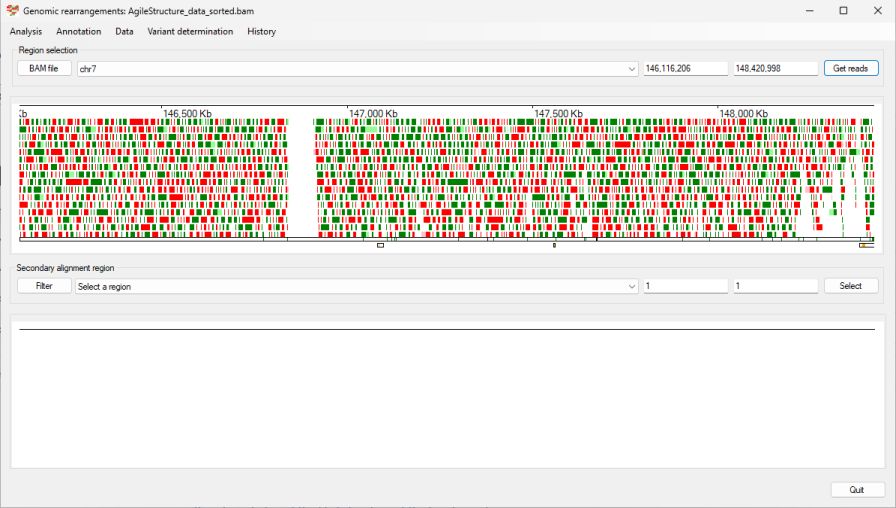 Genomic rearrangements: AgileStructure_data_sorted.bam
Analysis Annotation Data Variant determination History
Region selection
BAM file chr7 146,116,206 148,420,998 Get reads
:b 146,500 Kb 147,000 Kb 147,500 Kb 148,000 Kb
Secondary alignment region
Filter Select a region 1 1 Select
Quit